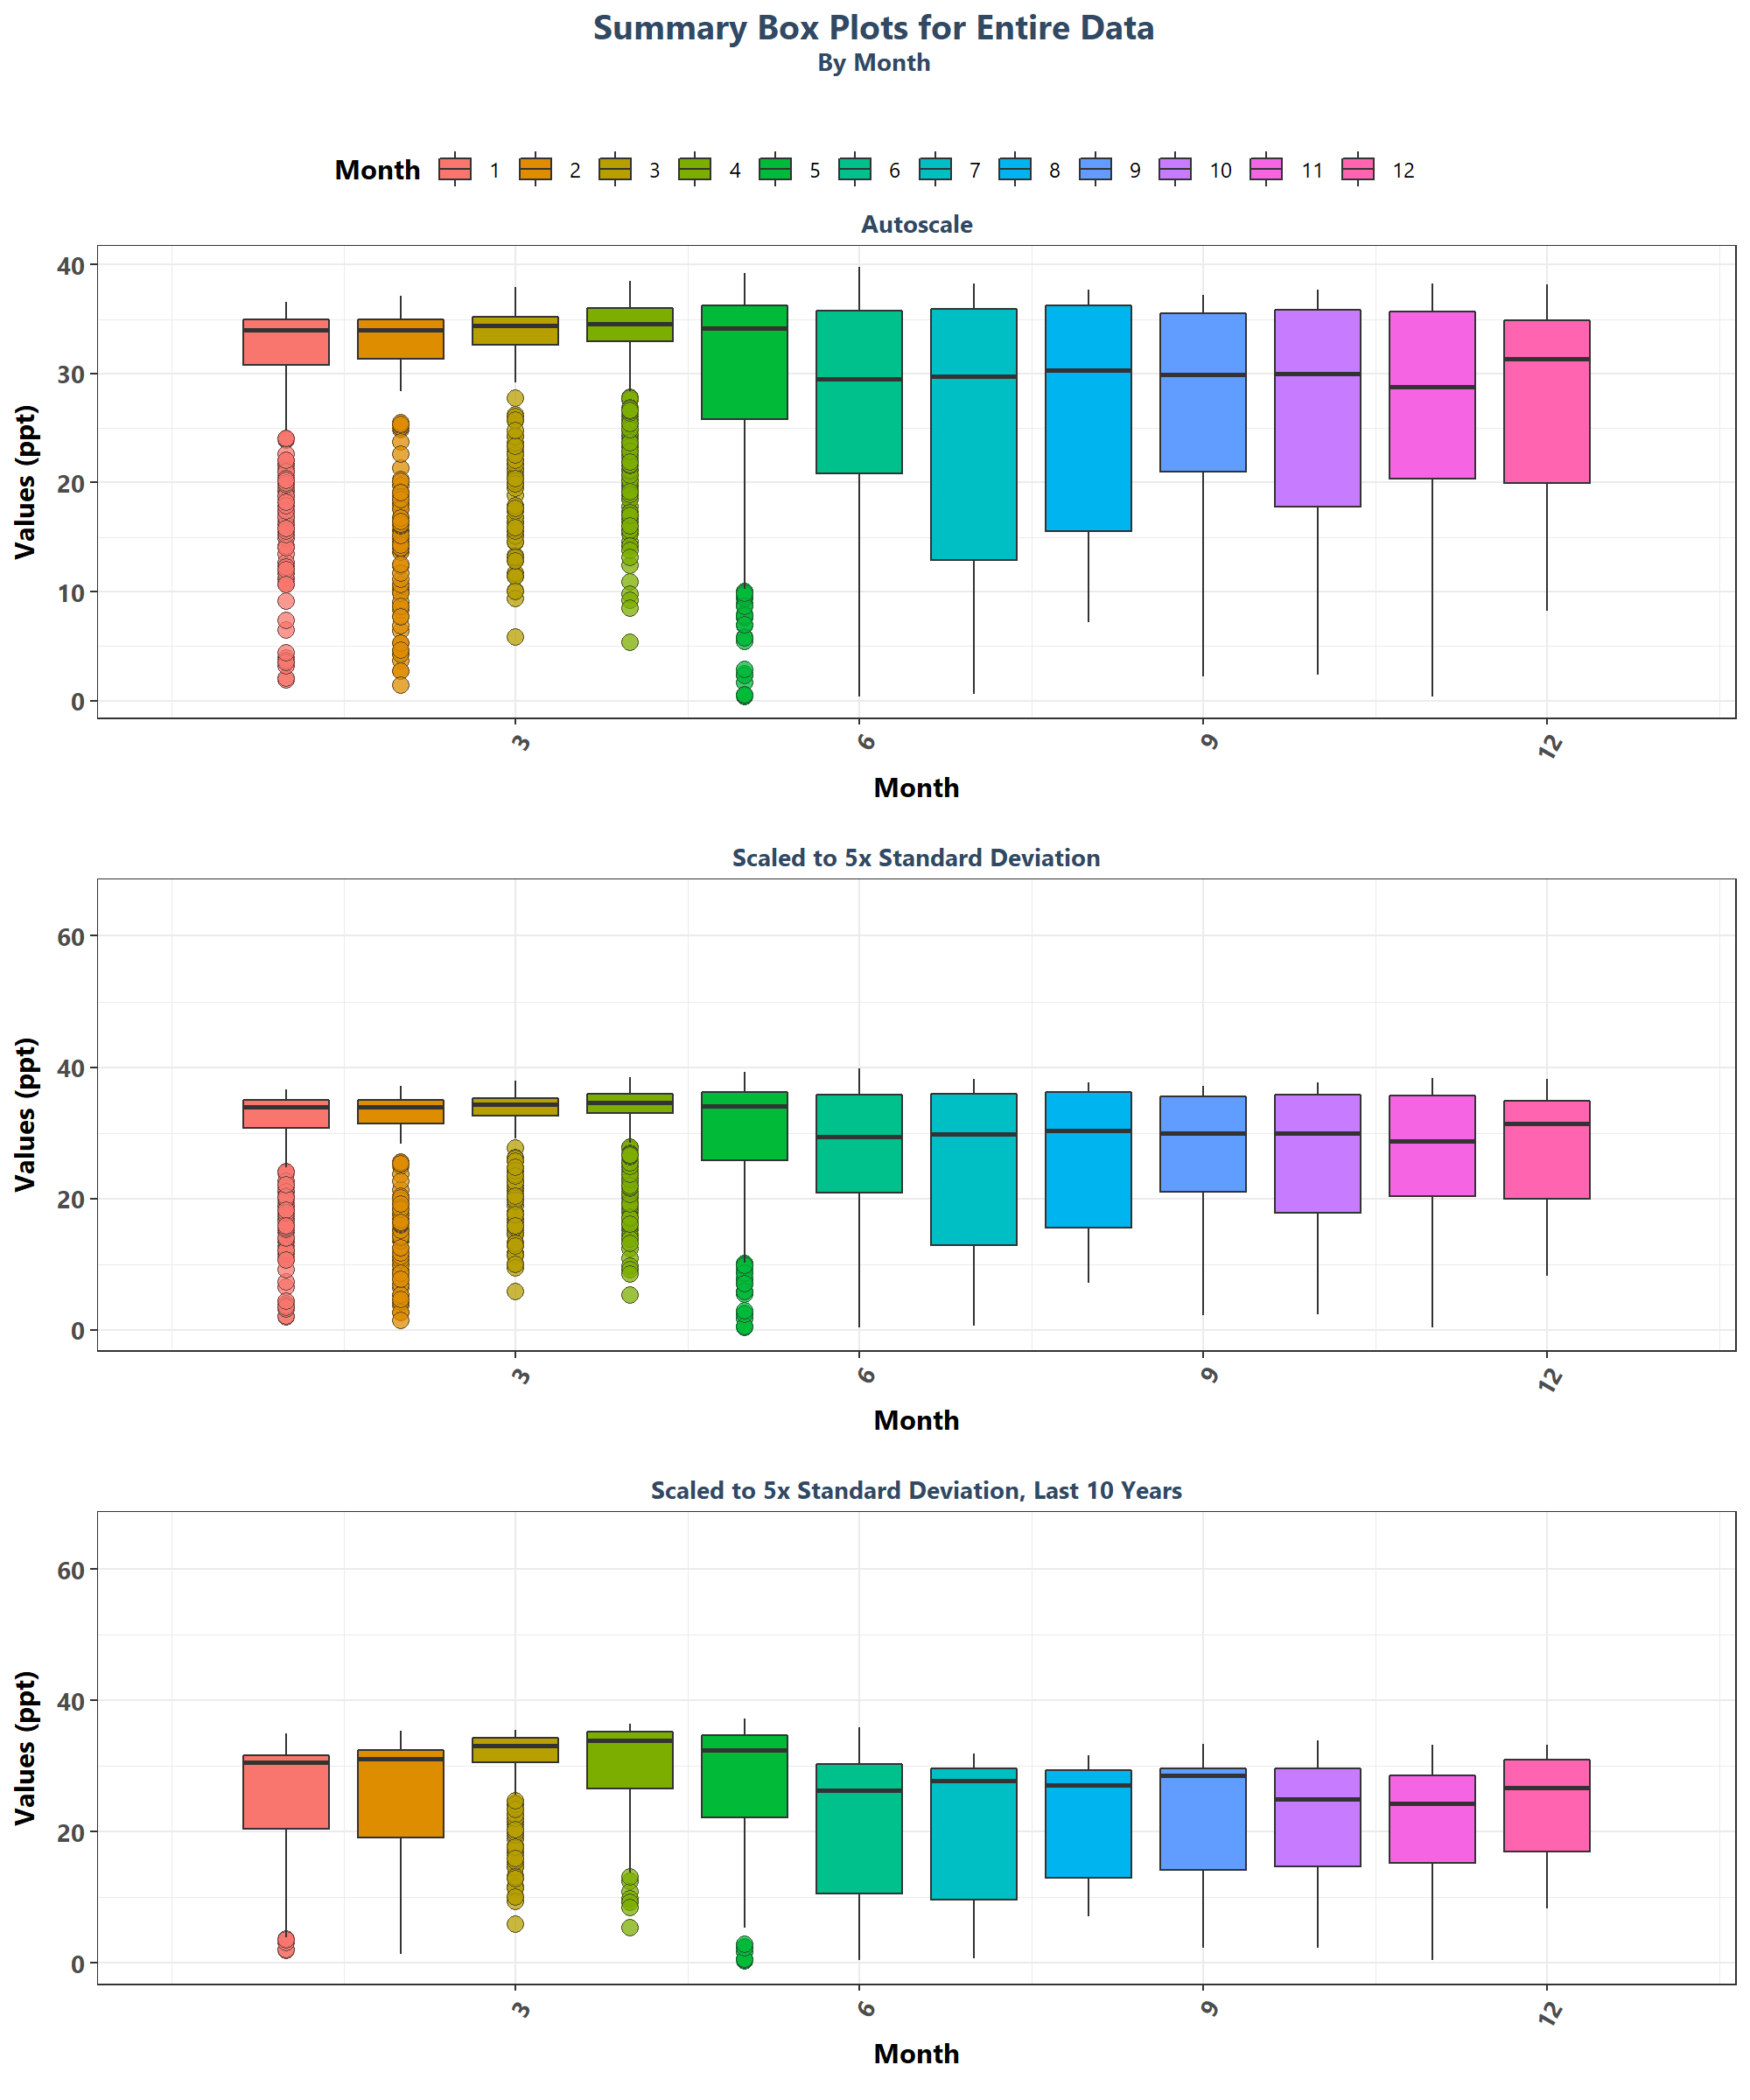 Summary Box Plots for Entire Data
By Month
Month 1 2 3 4 5 6 7 8 9 10 11 12
Autoscale
40
30
20
10
0
Values (ppt)
3 6 9 12
Month
Scaled to 5x Standard Deviation
60
40
20
0
Values (ppt)
3 6 9 12
Month
Scaled to 5x Standard Deviation, Last 10 Years
60
40
20
0
Values (ppt)
3 6 9 12
Month